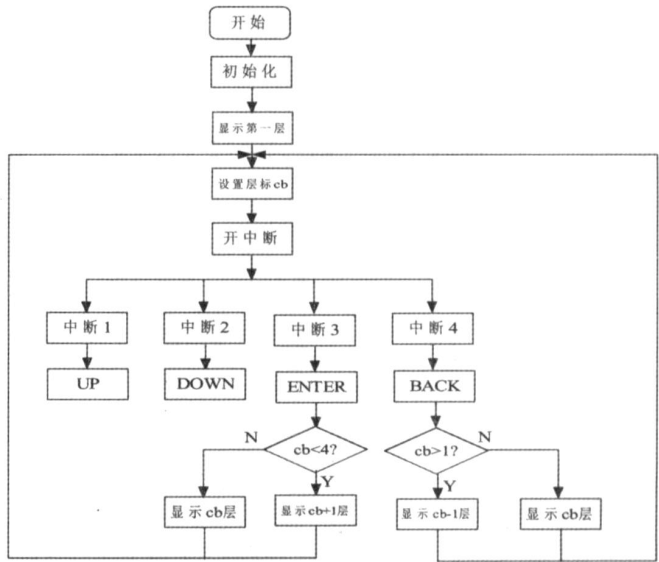 开始
初始化
显示第一层
设置层标cb
开中断
中断1
中断2
中断3
中断4
UP
DOWN
ENTER
BACK
N
cb<4?
cb>1?
N
Y
Y
显示cb层
显示cb+1层
显示cb-1层
显示cb层